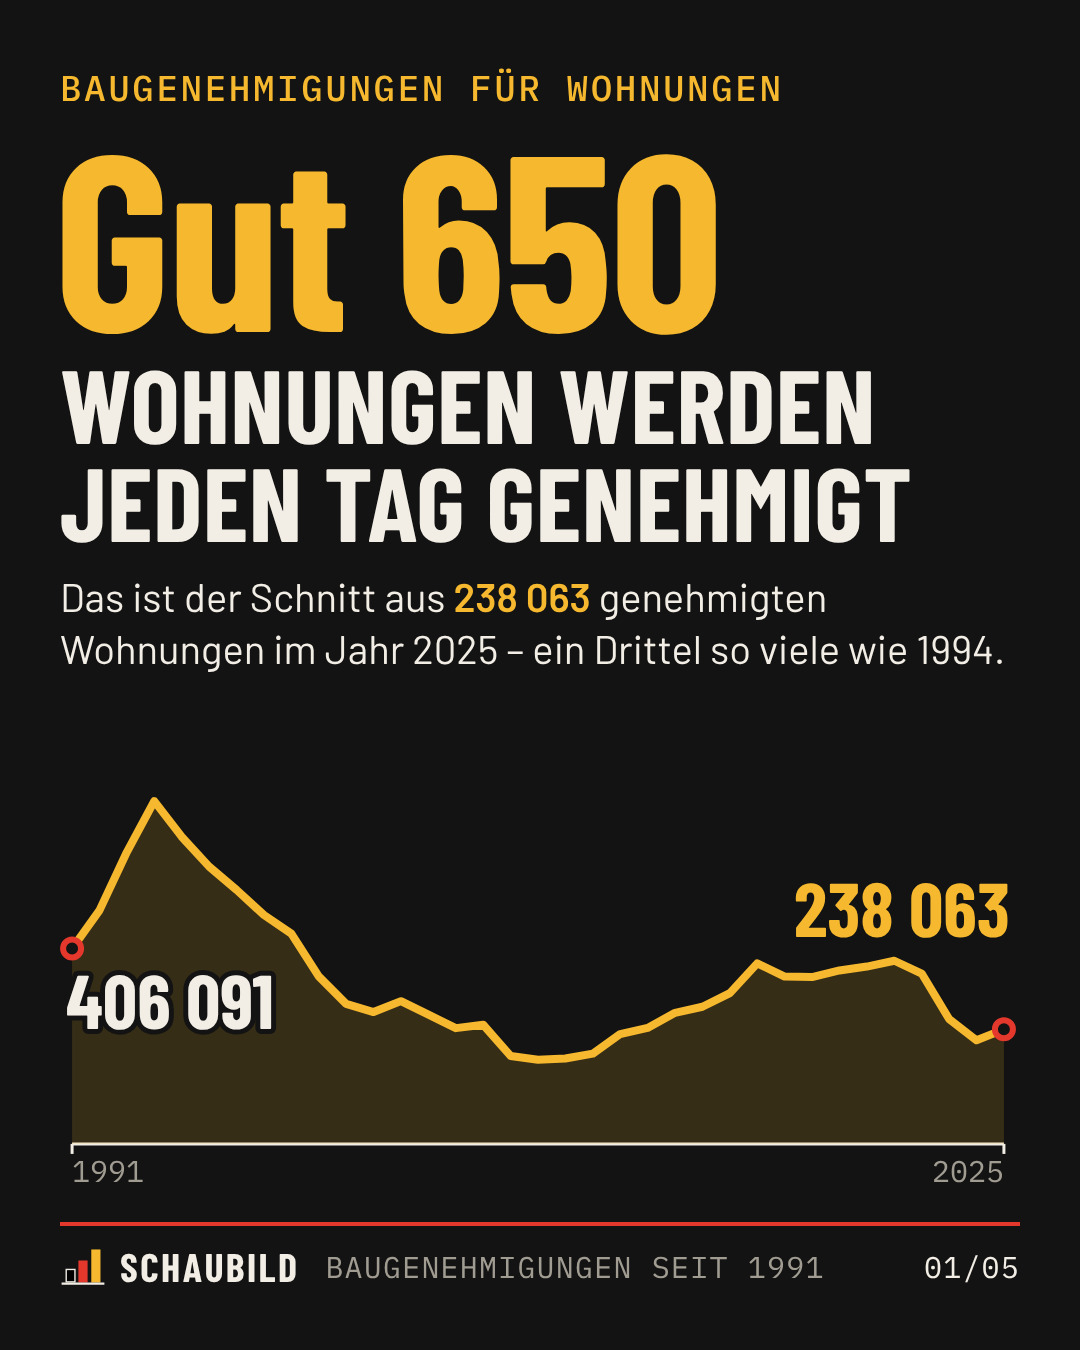 BAUGENEHMIGUNGEN FÜR WOHNUNGEN
Gut 650
WOHNUNGEN WERDEN
JEDEN TAG GENEHMIGT
Das ist der Schnitt aus 238 063 genehmigten
Wohnungen im Jahr 2025 – ein Drittel so viele wie 1994.
238 063
406 091
1991
2025
SCHAUBILD BAUGENEHMIGUNGEN SEIT 1991 01/05